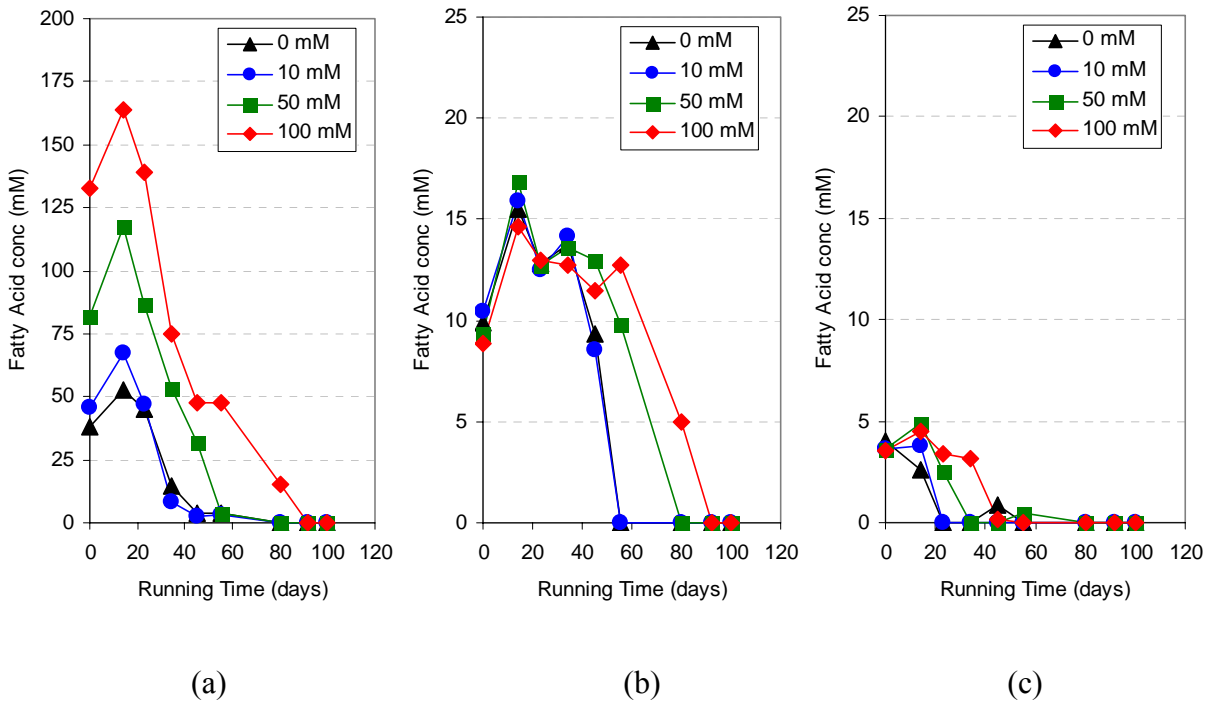 200
175
150
125
100
75
50
25
0
0 20 40 60 80 100 120
Fatty Acid conc (mM)
Running Time (days)
0 mM
10 mM
50 mM
100 mM
(a)
25
20
15
10
5
0
0 20 40 60 80 100 120
Fatty Acid conc (mM)
Running Time (days)
0 mM
10 mM
50 mM
100 mM
(b)
25
20
15
10
5
0
0 20 40 60 80 100 120
Fatty Acid conc (mM)
Running Time (days)
0 mM
10 mM
50 mM
100 mM
(c)